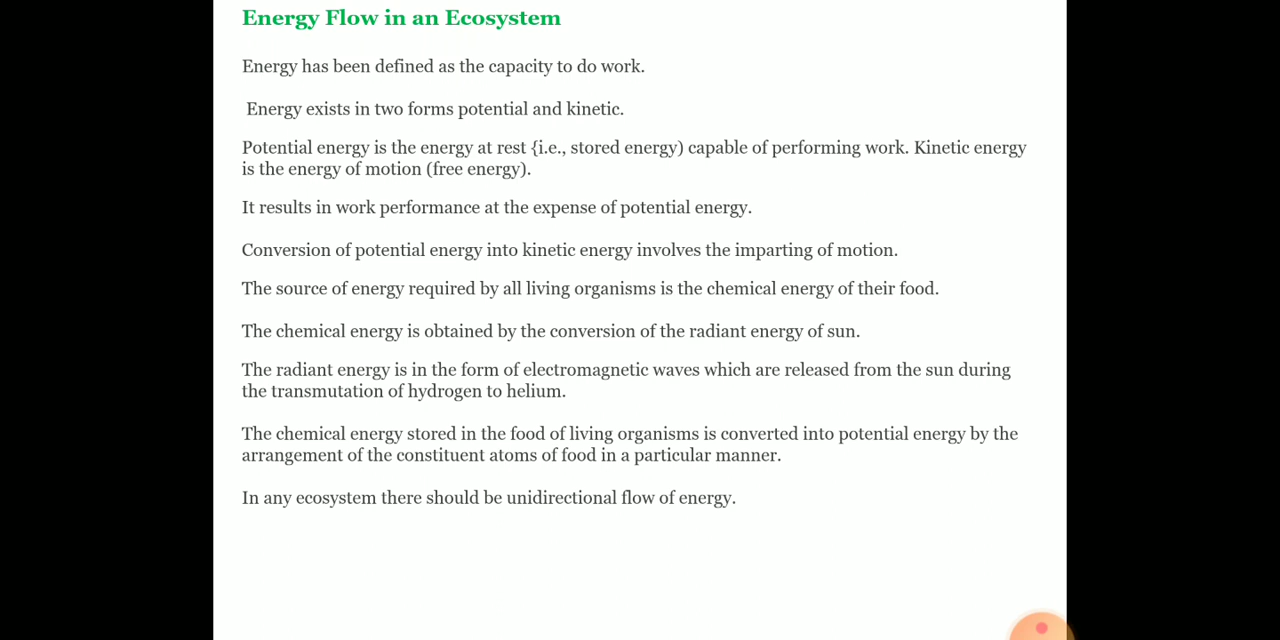 Energy Flow in an Ecosystem
Energy has been defined as the capacity to do work.
Energy exists in two forms potential and kinetic.
Potential energy is the energy at rest {i.e., stored energy) capable of performing work. Kinetic energy
is the energy of motion (free energy).
It results in work performance at the expense of potential energy.
Conversion of potential energy into kinetic energy involves the imparting of motion.
The source of energy required by all living organisms is the chemical energy of their food.
The chemical energy is obtained by the conversion of the radiant energy of sun.
The radiant energy is in the form of electromagnetic waves which are released from the sun during
the transmutation of hydrogen to helium.
The chemical energy stored in the food of living organisms is converted into potential energy by the
arrangement of the constituent atoms of food in a particular manner.
In any ecosystem there should be unidirectional flow of energy.